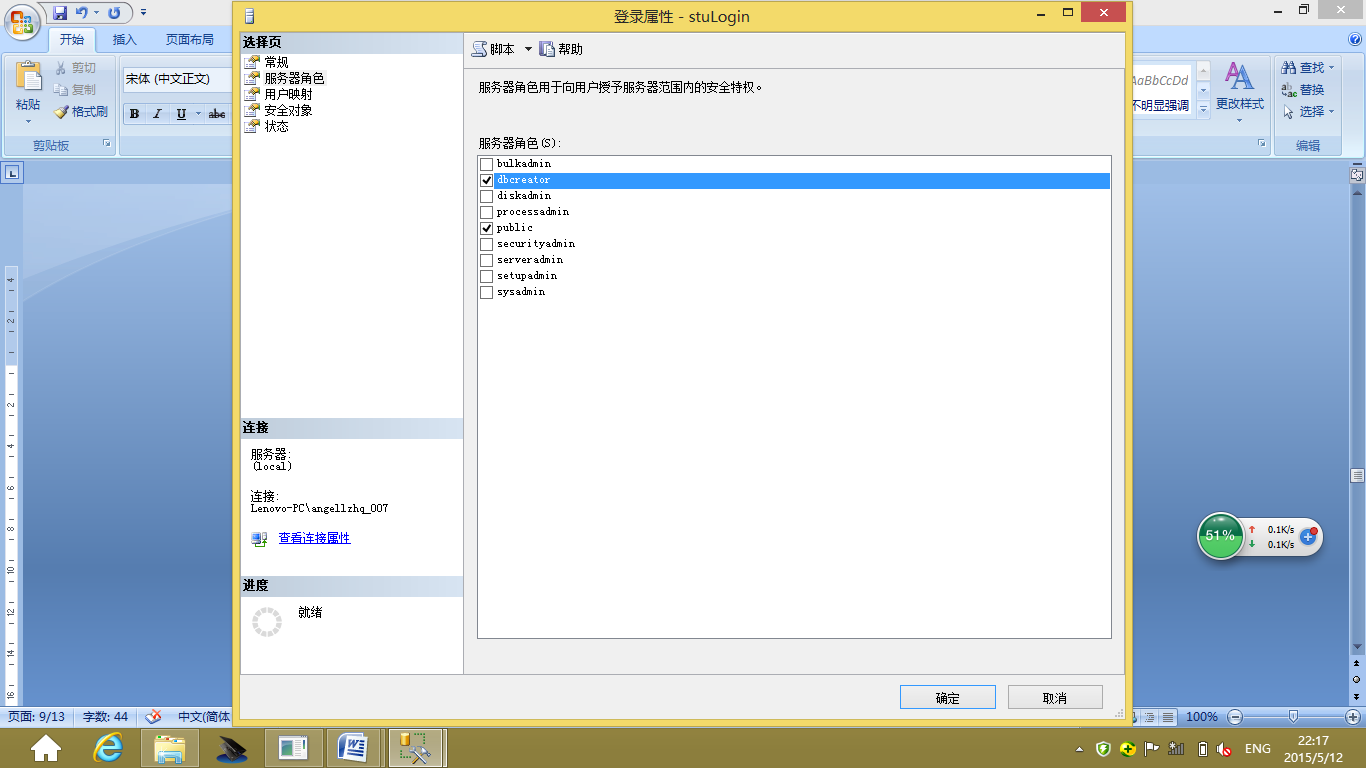 登录属性 - stuLogin
开始 插入 页面布局
粘贴
剪切
复制
格式刷
剪贴板
宋体 (中文正文)
B I U abe
AaBbCcDd
不明显强调
更改样式
查找
替换
选择
编辑
选择页
常规
服务器角色
用户映射
安全对象
状态
脚本 帮助
服务器角色用于向用户授予服务器范围内的安全特权。
服务器角色(S):
bulkadmin
dbcreator
diskadmin
processadmin
public
securityadmin
serveradmin
setupadmin
sysadmin
连接
服务器:
(local)
连接:
Lenovo-PC\angellzhq_007
查看连接属性
进度
就绪
确定 取消
51%
0.1K/s
0.1K/s
页面: 9/13 字数: 44 中文(简体
100%
ENG
22:17
2015/5/12